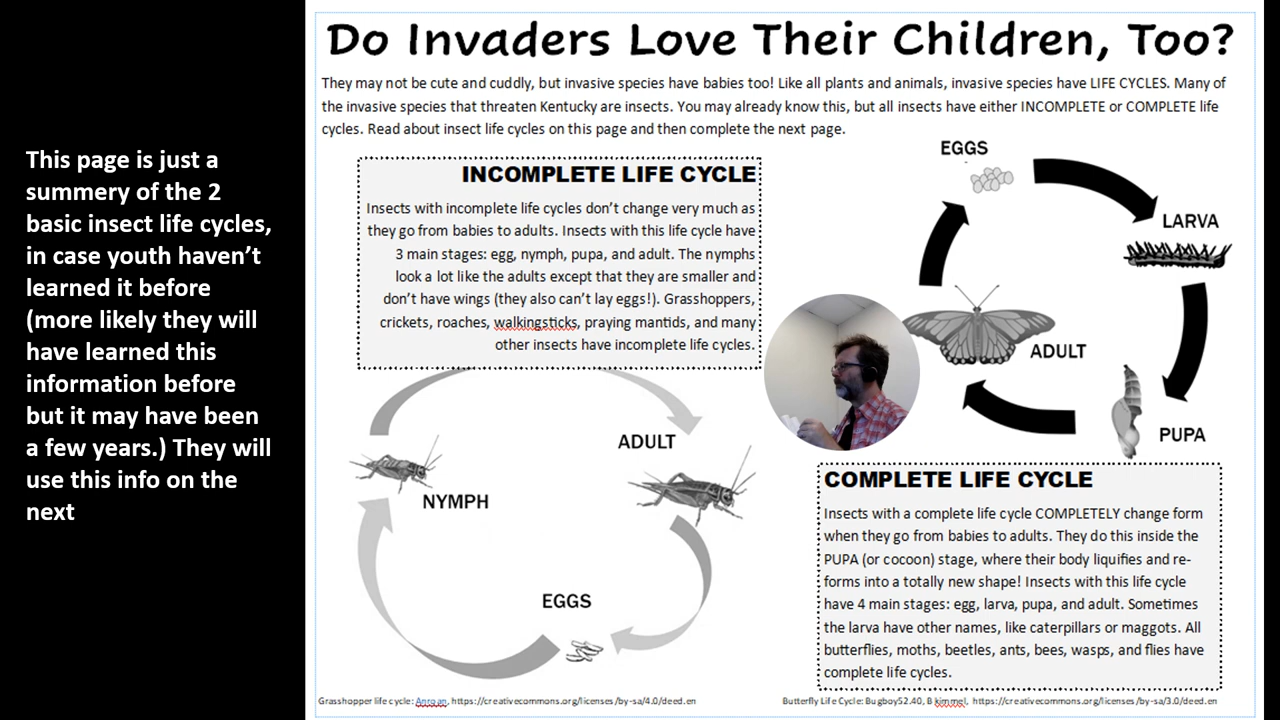 Do Invaders Love Their Children, Too?
They may not be cute and cuddly, but invasive species have babies too! Like all plants and animals, invasive species have LIFE CYCLES. Many of
the invasive species that threaten Kentucky are insects. You may already know this, but all insects have either INCOMPLETE or COMPLETE life
cycles. Read about insect life cycles on this page and then complete the next page.
This page is just a
summery of the 2
basic insect life cycles,
in case youth haven't
learned it before
(more likely they will
have learned this
information before
but it may have been
a few years.) They will
use this info on the
next
INCOMPLETE LIFE CYCLE
Insects with incomplete life cycles don't change very much as
they go from babies to adults. Insects with this life cycle have
3 main stages: egg, nymph, pupa, and adult. The nymphs
look a lot like the adults except that they are smaller and
don't have wings (they also can't lay eggs!). Grasshoppers,
crickets, roaches, walkingsticks, praying mantids, and many
other insects have incomplete life cycles.
EGGS
LARVA
ADULT
PUPA
ADULT
NYMPH
EGGS
COMPLETE LIFE CYCLE
Insects with a complete life cycle COMPLETELY change form
when they go from babies to adults. They do this inside the
PUPA (or cocoon) stage, where their body liquifies and re-
forms into a totally new shape! Insects with this life cycle
have 4 main stages: egg, larva, pupa, and adult. Sometimes
the larva have other names, like caterpillars or maggots. All
butterflies, moths, beetles, ants, bees, wasps, and flies have
complete life cycles.
Grasshopper life cycle: Anrqan, https://creativecommons.org/licenses/by-sa/4.0/deed.en
Butterfly Life Cycle: Bugboy52.40, B kimmel, https://creativecommons.org/licenses/by-sa/3.0/deed.en